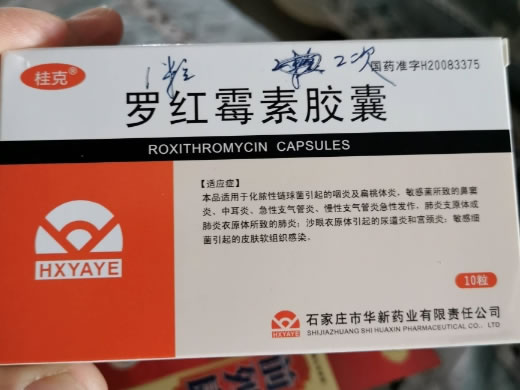 桂克®
1粒 2次
国药准字H20083375
罗红霉素胶囊
ROXITHROMYCIN CAPSULES
【适应症】
本品适用于化脓性链球菌引起的咽炎及扁桃体炎、敏感菌所致的鼻窦
炎、中耳炎、急性支气管炎、慢性支气管炎急性发作、肺炎支原体或
肺炎衣原体所致的肺炎；沙眼衣原体引起的尿道炎和宫颈炎；敏感细
菌引起的皮肤软组织感染。
HXYAYE
10粒
HXYAYE
石家庄市华新药业有限责任公司
SHIJIAZHUANG SHI HUAXIN PHARMACEUTICAL CO., LTD